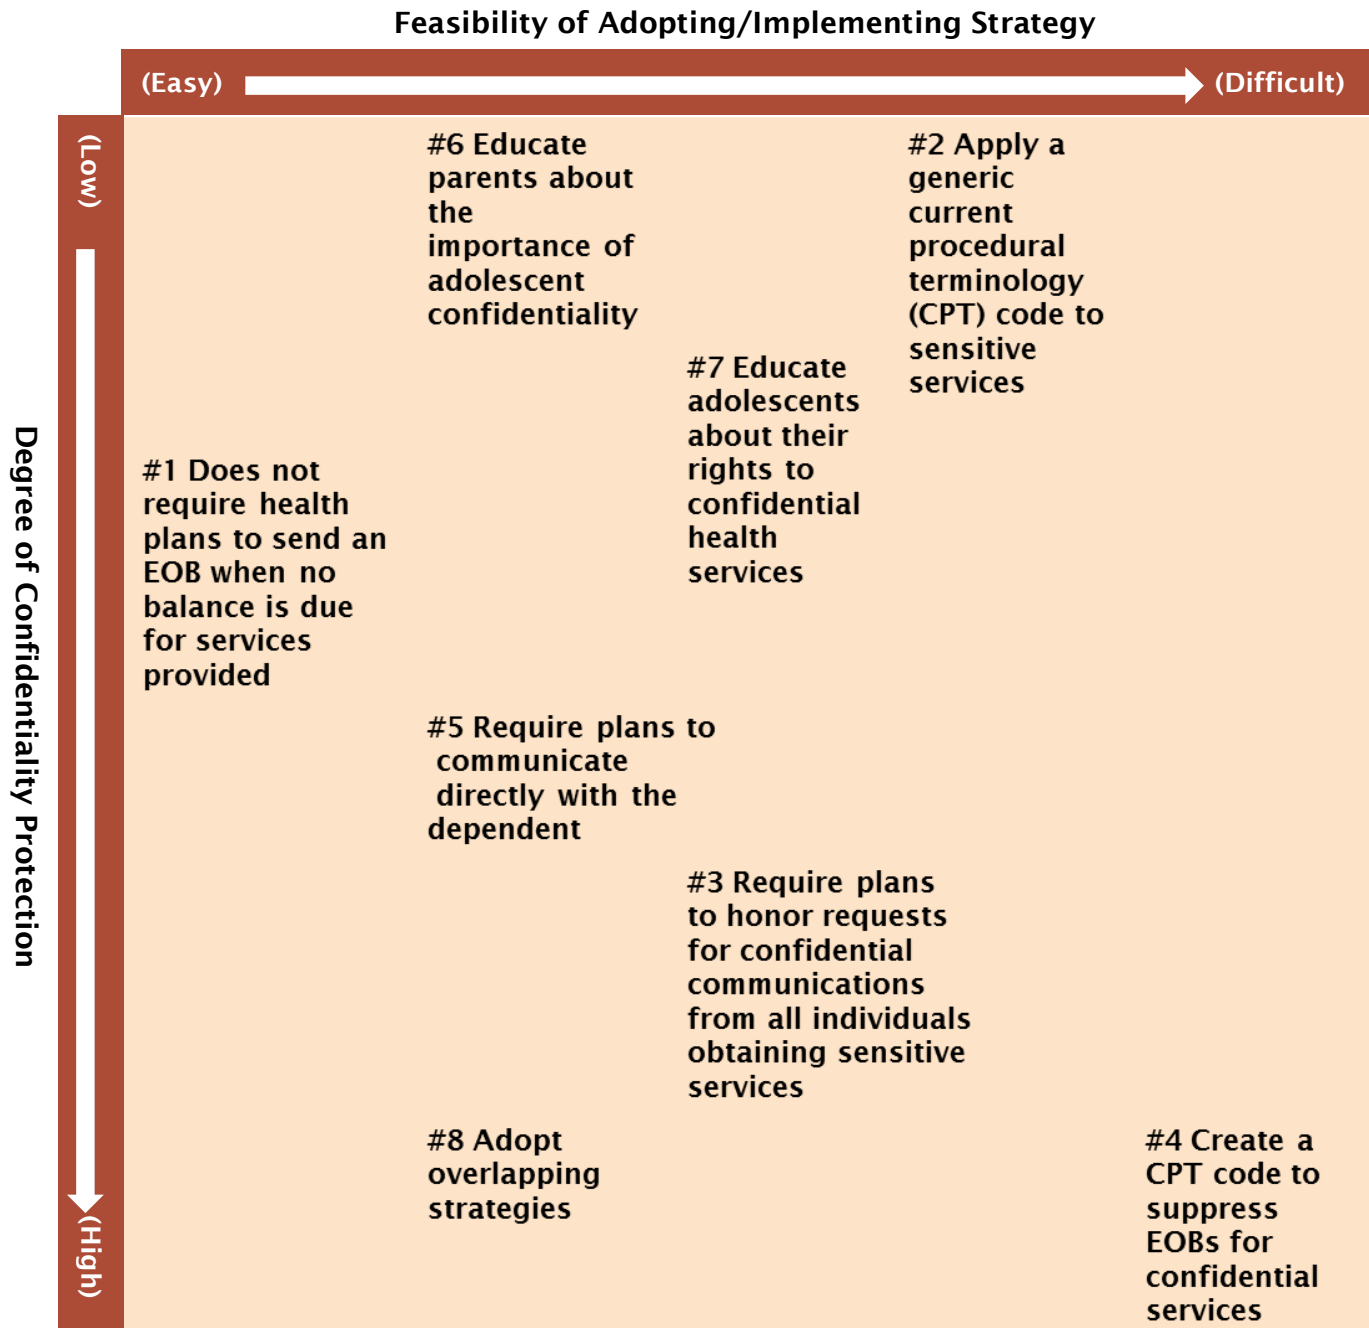 Feasibility of Adopting/Implementing Strategy
(Easy)
(Difficult)
Degree of Confidentiality Protection
(Low)
(High)
#6 Educate
parents about
the
importance of
adolescent
confidentiality
#2 Apply a
generic
current
procedural
terminology
(CPT) code to
sensitive
services
#7 Educate
adolescents
about their
rights to
confidential
health
services
#1 Does not
require health
plans to send an
EOB when no
balance is due
for services
provided
#5 Require plans to
communicate
directly with the
dependent
#3 Require plans
to honor requests
for confidential
communications
from all individuals
obtaining sensitive
services
#8 Adopt
overlapping
strategies
#4 Create a
CPT code to
suppress
EOBs for
confidential
services